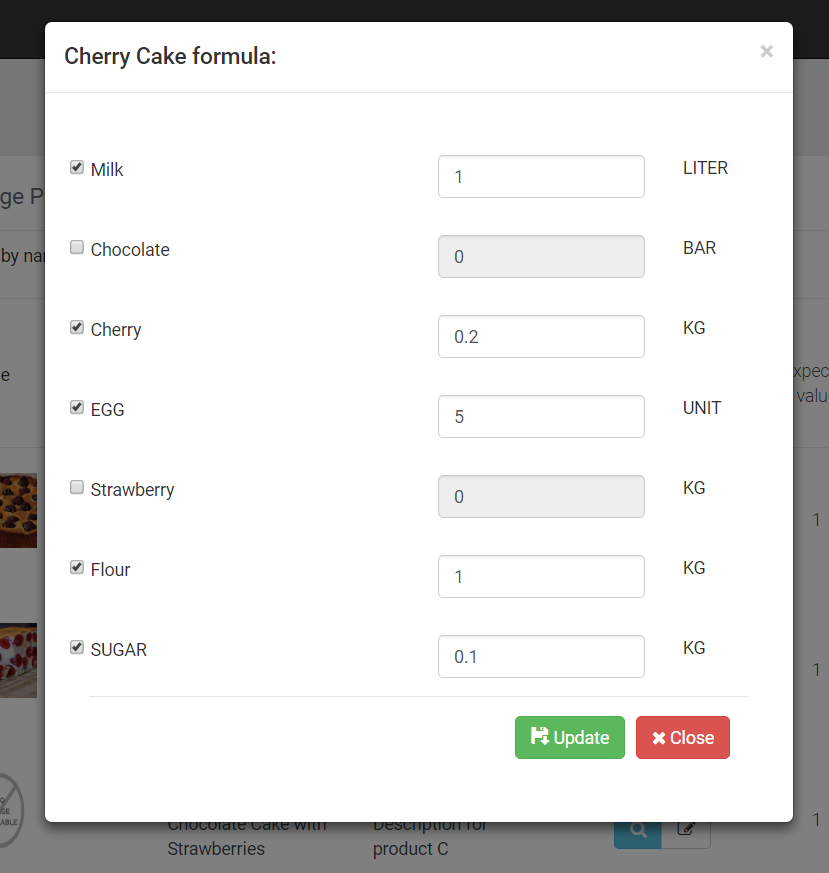 Cherry Cake formula:
×
ge P
Milk 1 LITER
by nar
Chocolate 0 BAR
Cherry 0.2 KG
e
xpec
valu
EGG 5 UNIT
Strawberry 0 KG
1
Flour 1 KG
SUGAR 0.1 KG
1
Update Close
GE
ABLE
Chocolate Cake with
Strawberries
Description for
product C
1